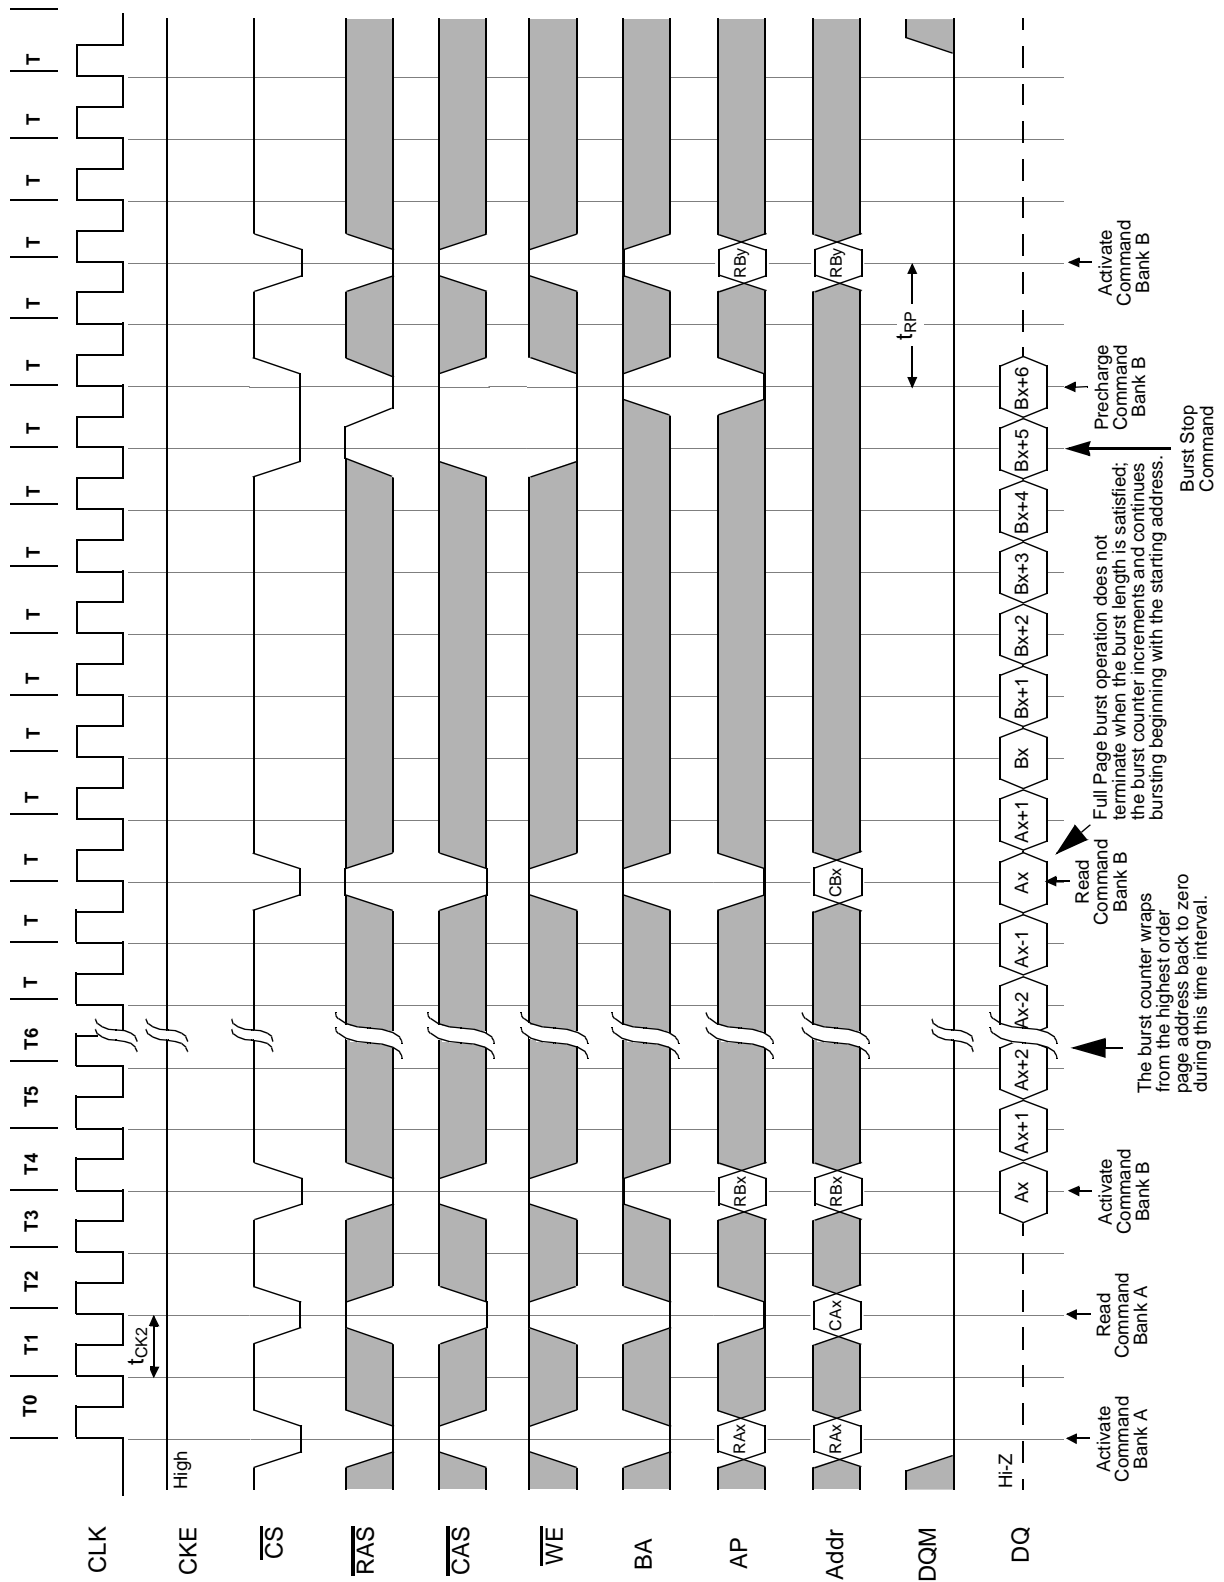 T0 T1 T2 T3 T4 T5 T6 T T T T T T T T T T T T T T T T
CLK
tCK2
CKE
High
CS
RAS
CAS
WE
BA
AP
RAx RBx RBy
Addr
RAx CAx RBx CBx RBy
DQM
tRP
DQ
Hi-Z
Ax Ax+1 Ax+2 Ax-2 Ax-1 Ax Ax+1 Bx Bx+1 Bx+2 Bx+3 Bx+4 Bx+5 Bx+6
Activate
Command
Bank A
Read
Command
Bank A
Activate
Command
Bank B
The burst counter wraps
from the highest order
page address back to zero
during this time interval.
Read
Command
Bank B
Full Page burst operation does not
terminate when the burst length is satisfied;
the burst counter increments and continues
bursting beginning with the starting address.
Burst Stop
Command
Precharge
Command
Bank B
Activate
Command
Bank B